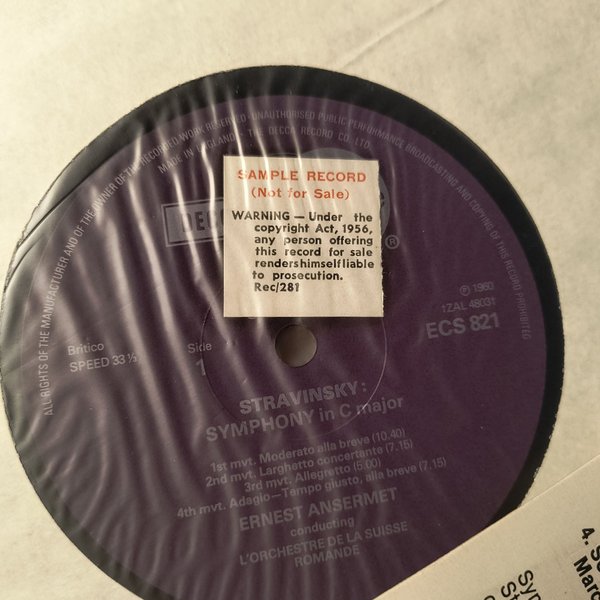 ALL RIGHTS OF THE MANUFACTURER AND OF THE OWNER OF THE RECORDED WORK RESERVED · UNAUTHORISED PUBLIC PERFORMANCE BROADCASTING AND COPYING OF THIS RECORD PROHIBITED
MADE IN ENGLAND · THE DECCA RECORD CO. LTD.
SAMPLE RECORD
(Not for Sale)
WARNING — Under the
copyright Act, 1956,
any person offering
this record for sale
rendershimselfliable
to prosecution.
Rec/281
DEC
®
℗ 1960
†ZAL 48031
ECS 821
Britico
SPEED 33⅓
Side
1
STRAVINSKY:
SYMPHONY in C major
1st mvt. Moderato alla breve (10.40)
2nd mvt. Larghetto concertante (7.15)
3rd mvt. Allegretto (5.00)
4th mvt. Adagio—Tempo giusto, alla breve (7.15)
ERNEST ANSERMET
conducting
L'ORCHESTRE DE LA SUISSE
ROMANDE